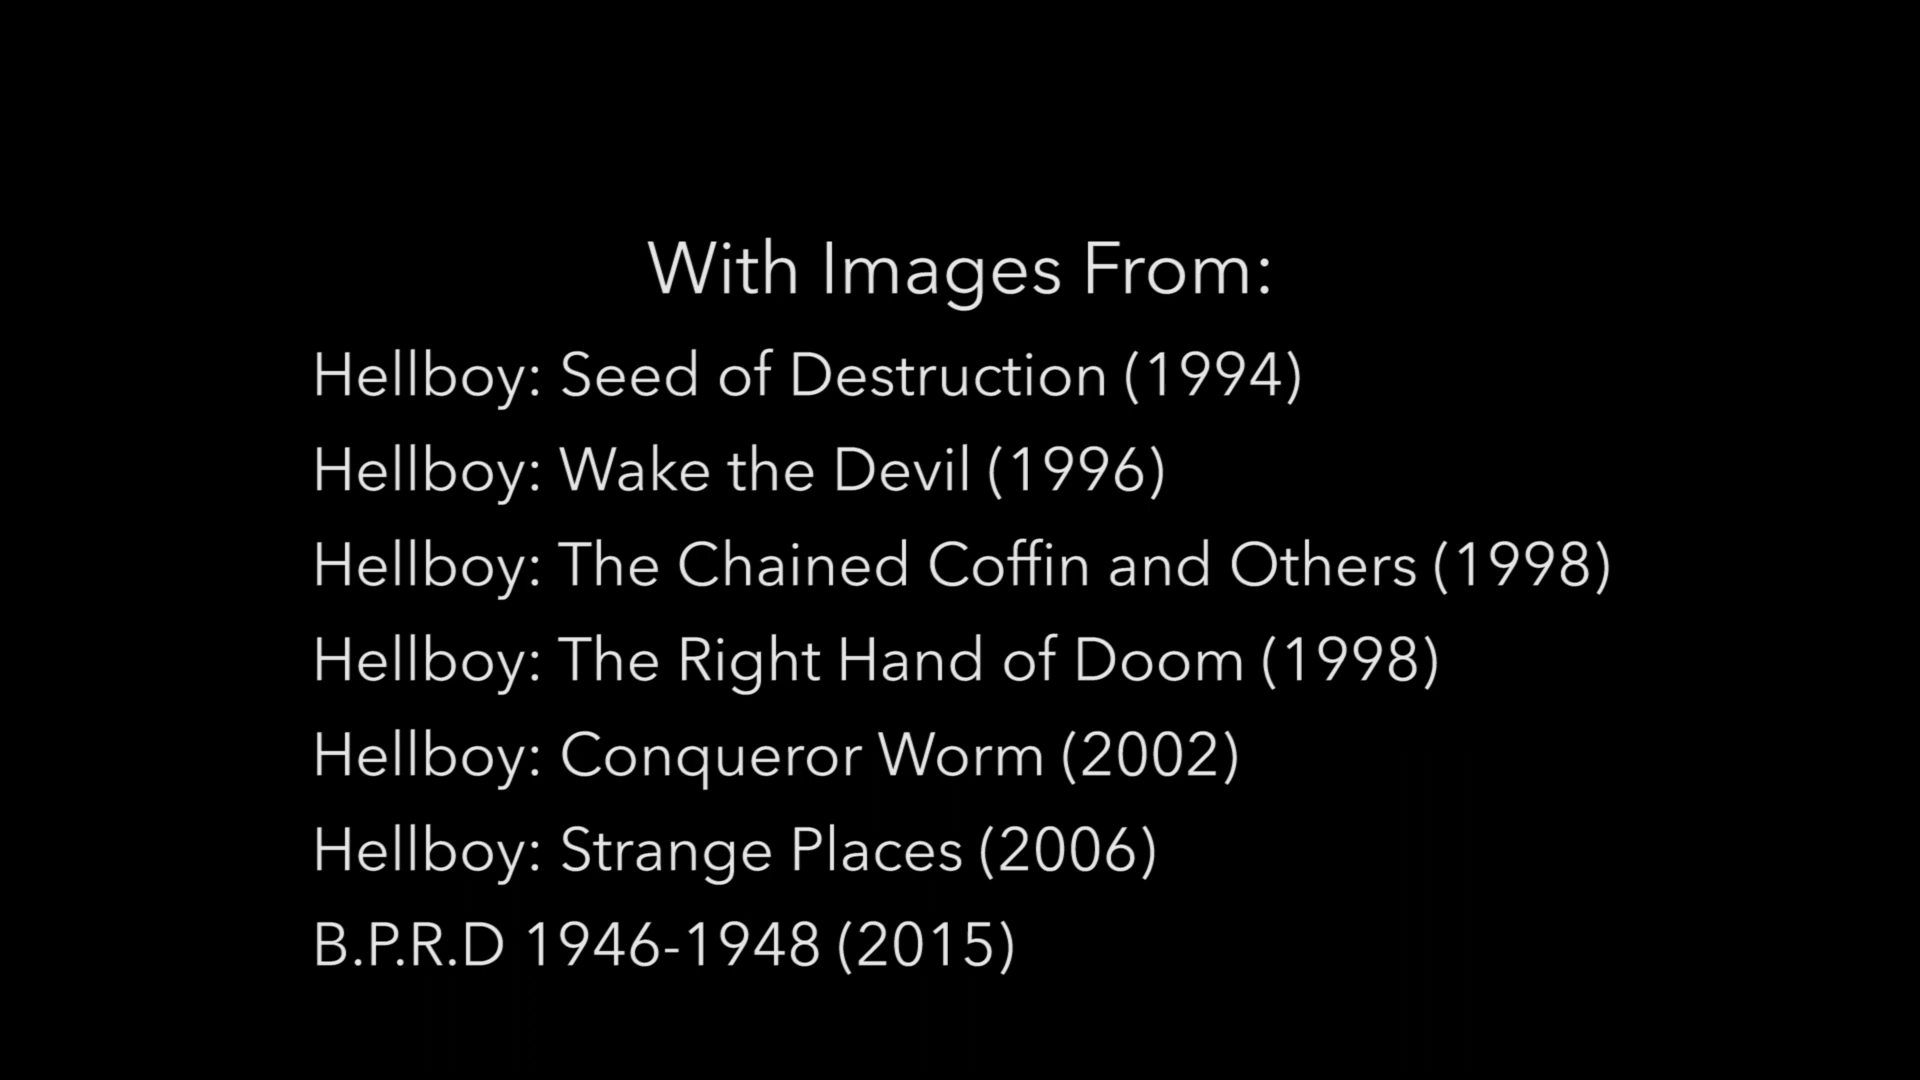 With Images From:
Hellboy: Seed of Destruction (1994)
Hellboy: Wake the Devil (1996)
Hellboy: The Chained Coffin and Others (1998)
Hellboy: The Right Hand of Doom (1998)
Hellboy: Conqueror Worm (2002)
Hellboy: Strange Places (2006)
B.P.R.D 1946-1948 (2015)